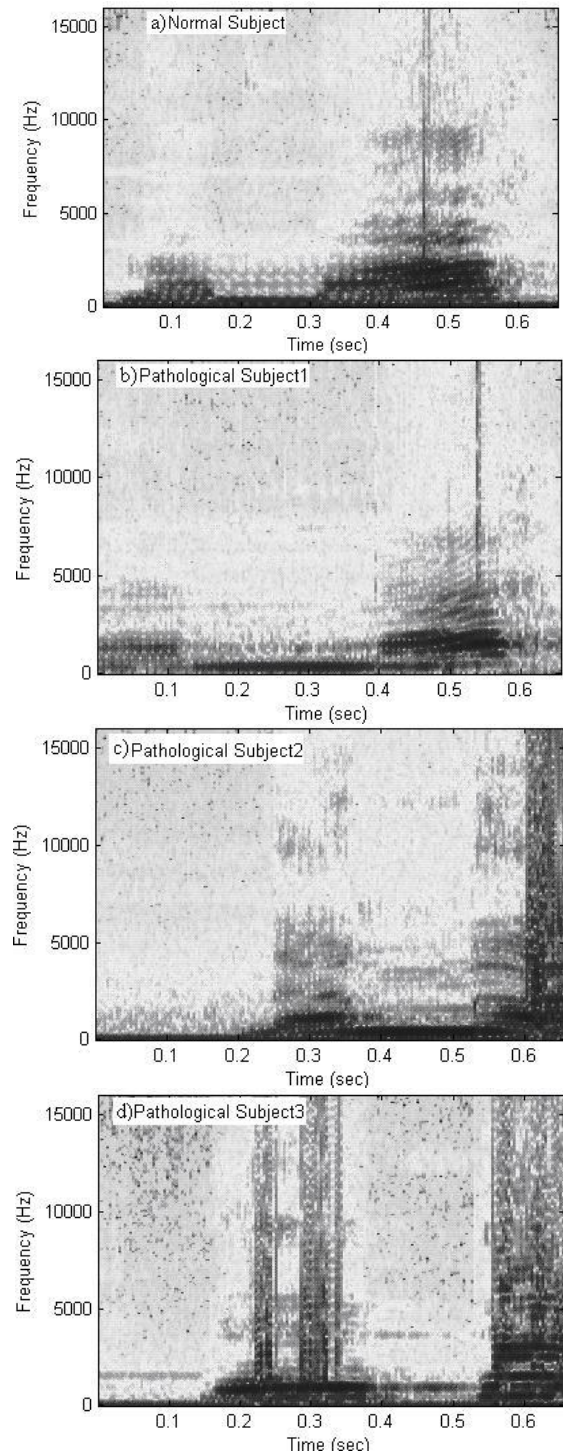 15000
a)Normal Subject
10000
Frequency (Hz)
5000
0
0.1 0.2 0.3 0.4 0.5 0.6
Time (sec)
15000
b)Pathological Subject1
10000
Frequency (Hz)
5000
0
0.1 0.2 0.3 0.4 0.5 0.6
Time (sec)
15000
c)Pathological Subject2
10000
Frequency (Hz)
5000
0
0.1 0.2 0.3 0.4 0.5 0.6
Time (sec)
15000
d)Pathological Subject3
10000
Frequency (Hz)
5000
0
0.1 0.2 0.3 0.4 0.5 0.6
Time (sec)